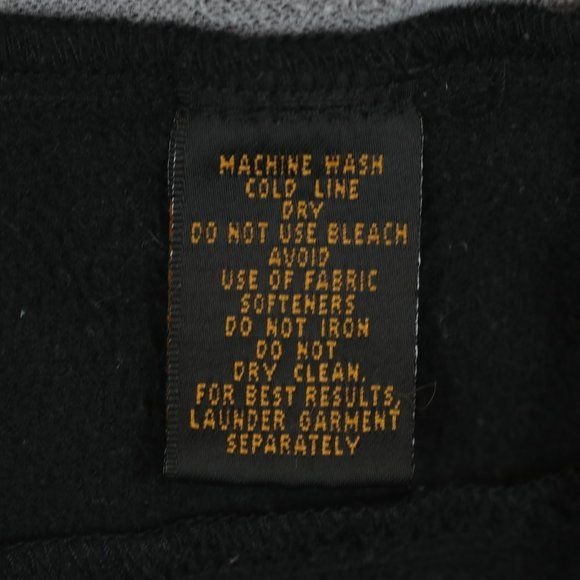 MACHINE WASH
COLD LINE
DRY
DO NOT USE BLEACH
AVOID
USE OF FABRIC
SOFTENERS
DO NOT IRON
DO NOT
DRY CLEAN.
FOR BEST RESULTS,
LAUNDER GARMENT
SEPARATELY